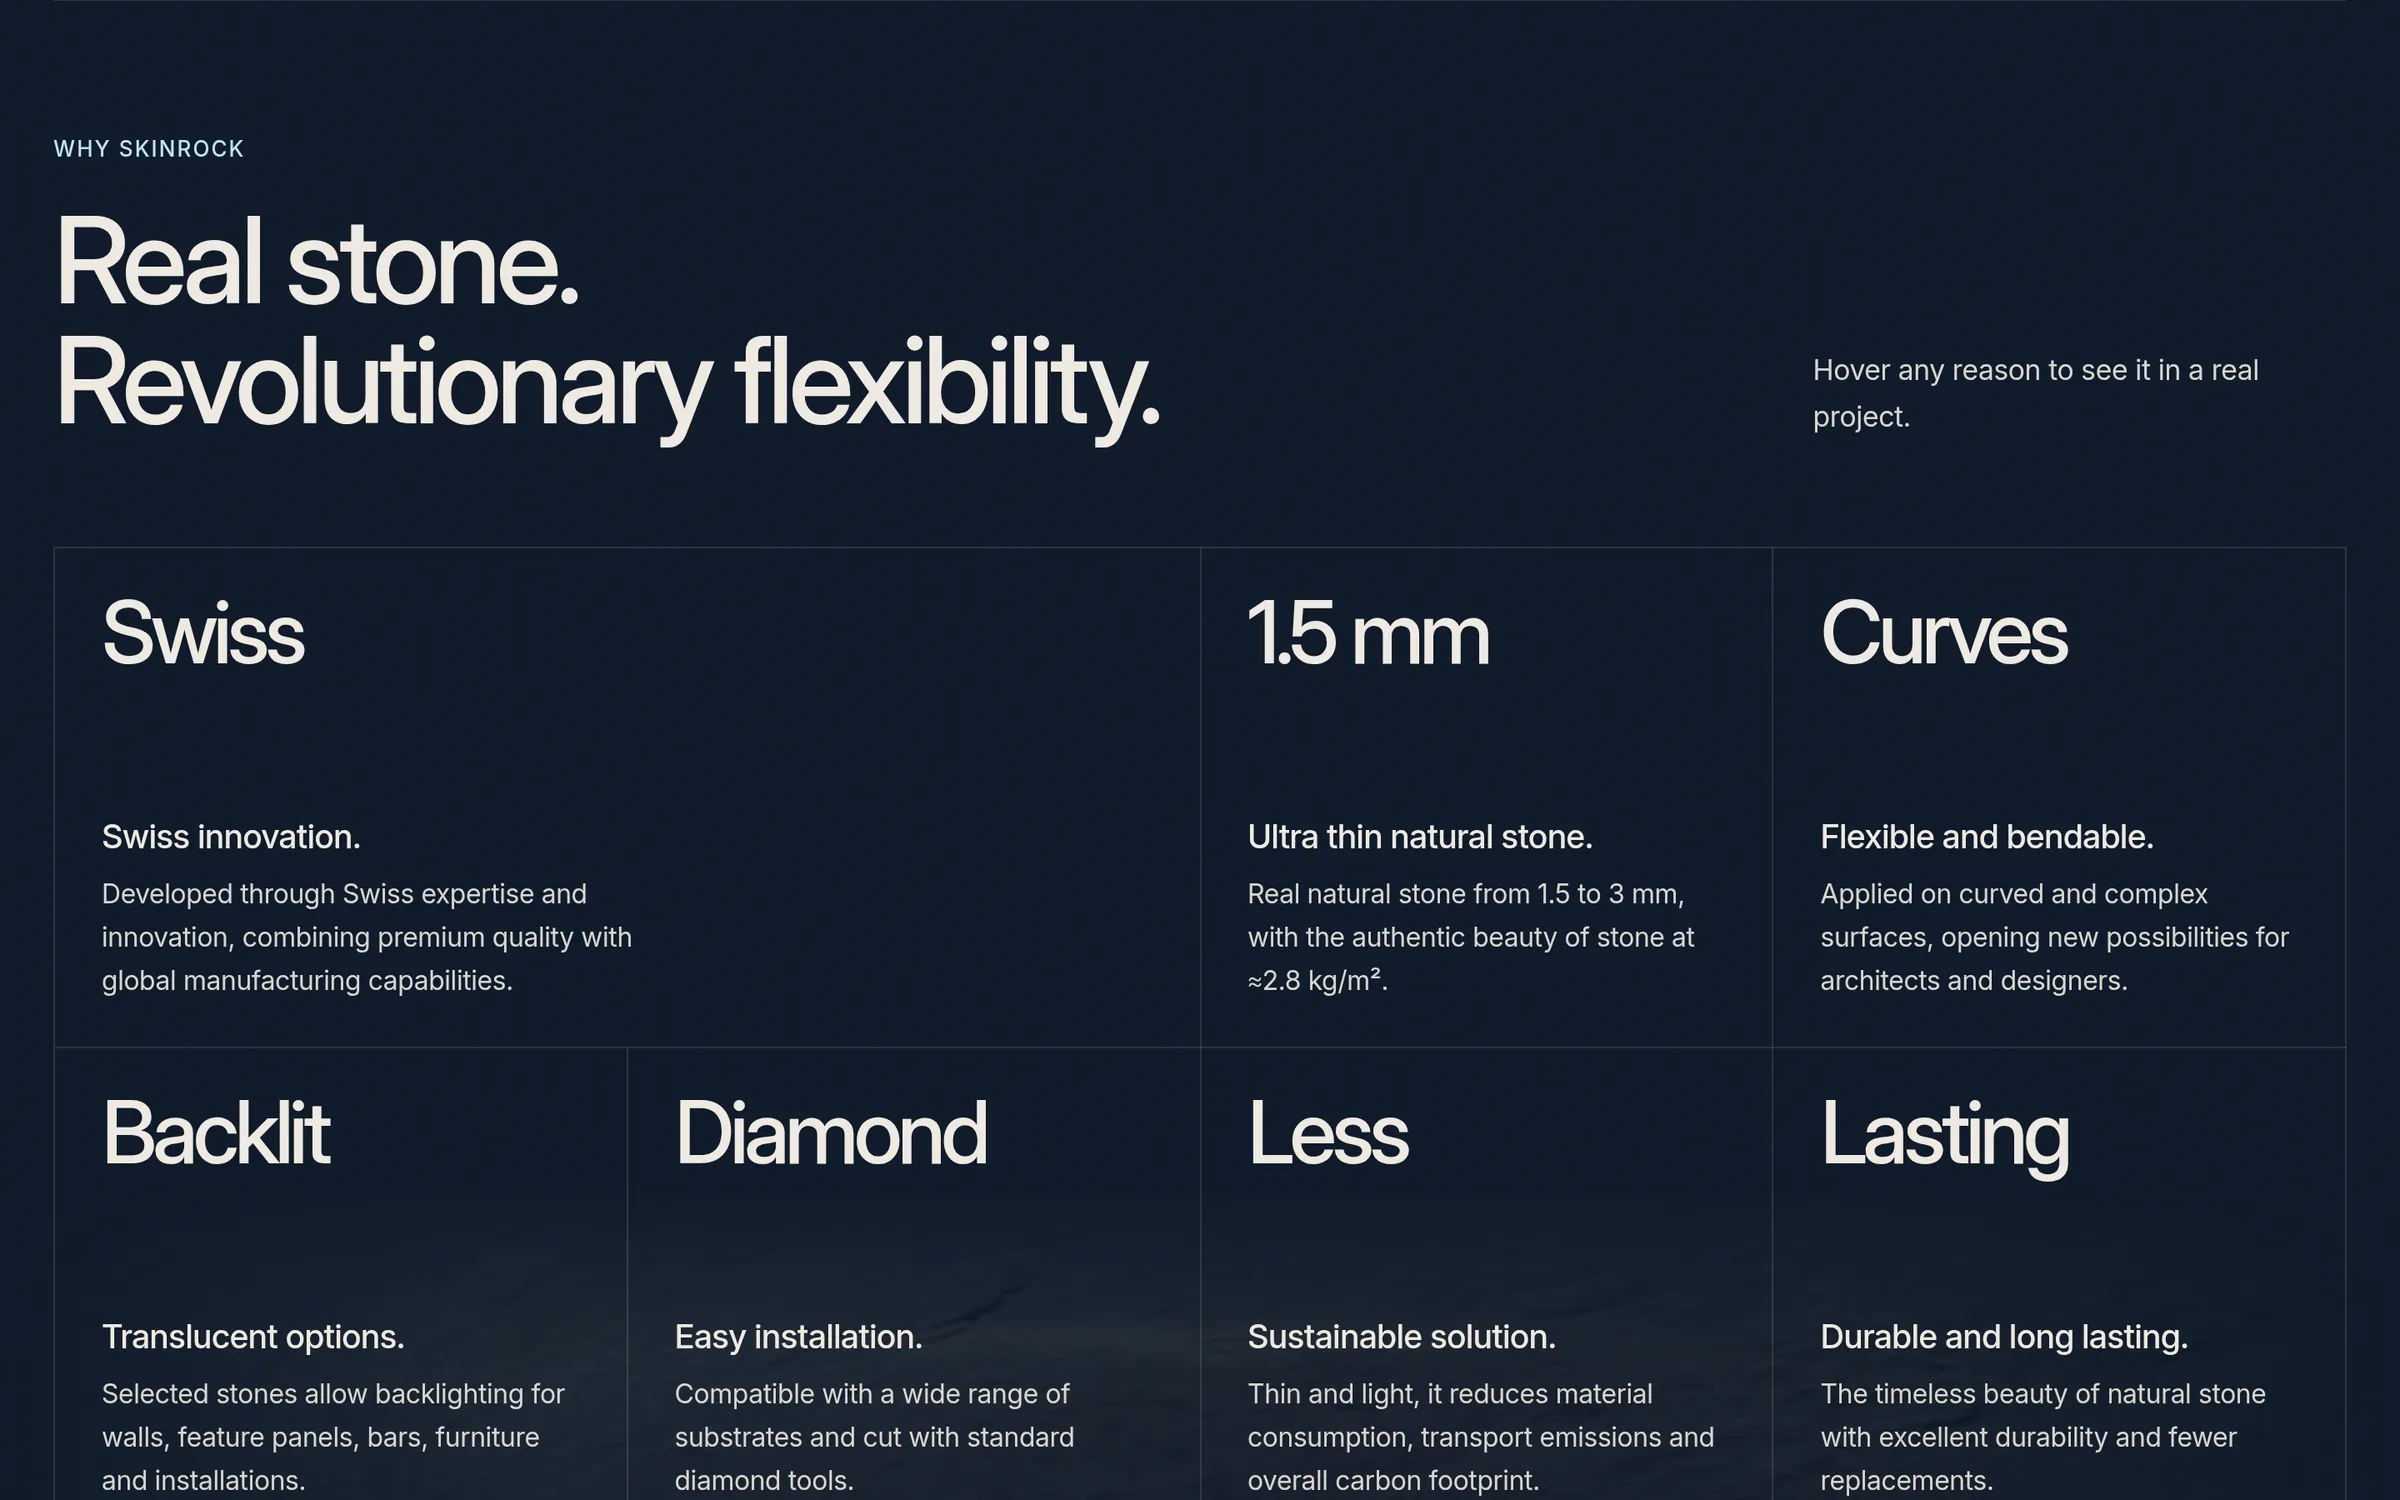 WHY SKINROCK
Real stone.
Revolutionary flexibility.
Hover any reason to see it in a real
project.
Swiss
Swiss innovation.
Developed through Swiss expertise and
innovation, combining premium quality with
global manufacturing capabilities.
1.5 mm
Ultra thin natural stone.
Real natural stone from 1.5 to 3 mm,
with the authentic beauty of stone at
≈2.8 kg/m².
Curves
Flexible and bendable.
Applied on curved and complex
surfaces, opening new possibilities for
architects and designers.
Backlit
Translucent options.
Selected stones allow backlighting for
walls, feature panels, bars, furniture
and installations.
Diamond
Easy installation.
Compatible with a wide range of
substrates and cut with standard
diamond tools.
Less
Sustainable solution.
Thin and light, it reduces material
consumption, transport emissions and
overall carbon footprint.
Lasting
Durable and long lasting.
The timeless beauty of natural stone
with excellent durability and fewer
replacements.